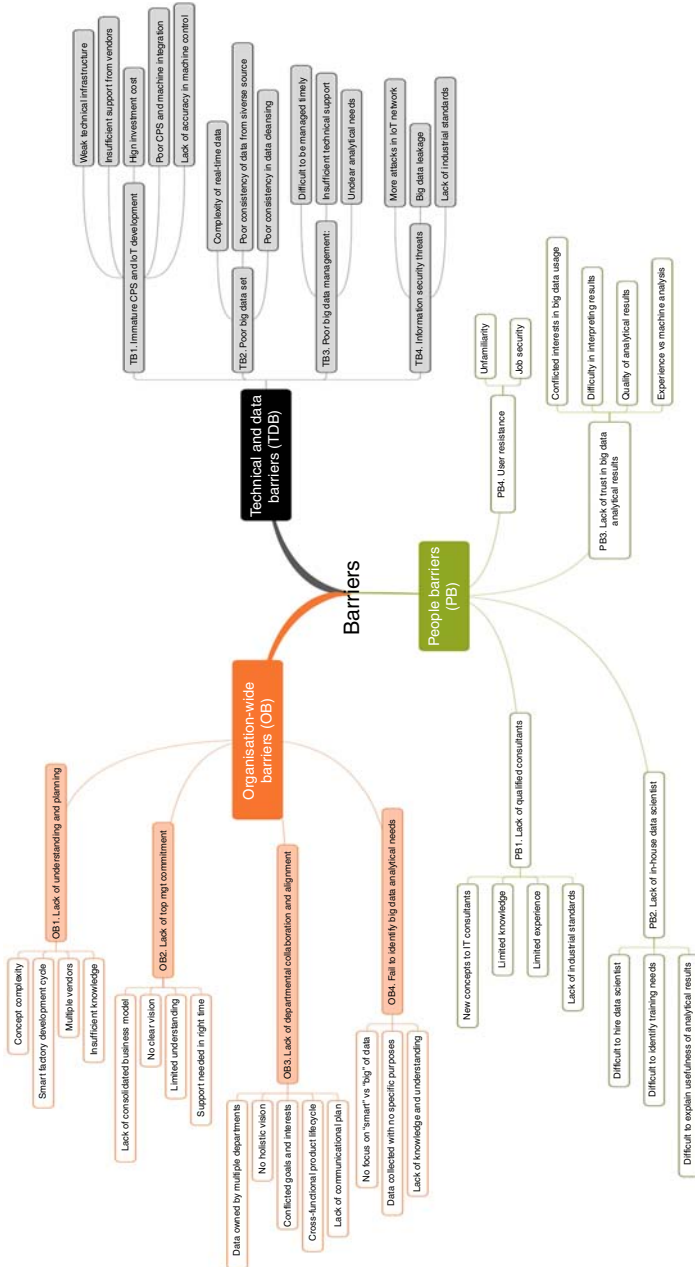 Barriers
Technical and data
barriers (TDB)
TB1. Immature CPS and IoT development
Weak technical infrastructure
Insufficient support from vendors
Hign investment cost
Poor CPS and machine integration
Lack of accuracy in machine control
TB2. Poor big data set
Complexity of real-time data
Poor consistency of data from siverse source
Poor consistency in data cleansing
TB3. Poor big data management:
Difficult to be managed timely
Insufficient technical support
Unclear analytical needs
TB4. Information security threats
More attacks in IoT network
Big data leakage
Lack of industrial standards
Organisation-wide
barriers (OB)
OB1. Lack of understanding and planning
Concept complexity
Smart factory development cycle
Multiple vendors
Insufficient knowledge
OB2. Lack of top mgt commitment
Lack of consolidated business model
No clear vision
Limited understanding
Support needed in right time
OB3. Lack of departmental collaboration and alignment
Data owned by multiple departments
No holistic vision
Conflicted goals and interests
Cross-functional product lifecycle
Lack of communicational plan
OB4. Fail to identify big data analytical needs
No focus on "smart" vs "big" of data
Data collected with no specific purposes
Lack of knowledge and understanding
People barriers
(PB)
PB1. Lack of qualified consultants
New concepts to IT consultants
Limited knowledge
Limited experience
Lack of industrial standards
PB2. Lack of in-house data scientist
Difficult to hire data scientist
Difficult to identify training needs
Difficult to explain usefulness of analytical results
PB3. Lack of trust in big data
analytical results
Conflicted interests in big data usage
Difficulty in interpreting results
Quality of analytical results
Experience vs machine analysis
PB4. User resistance
Unfamiliarity
Job security